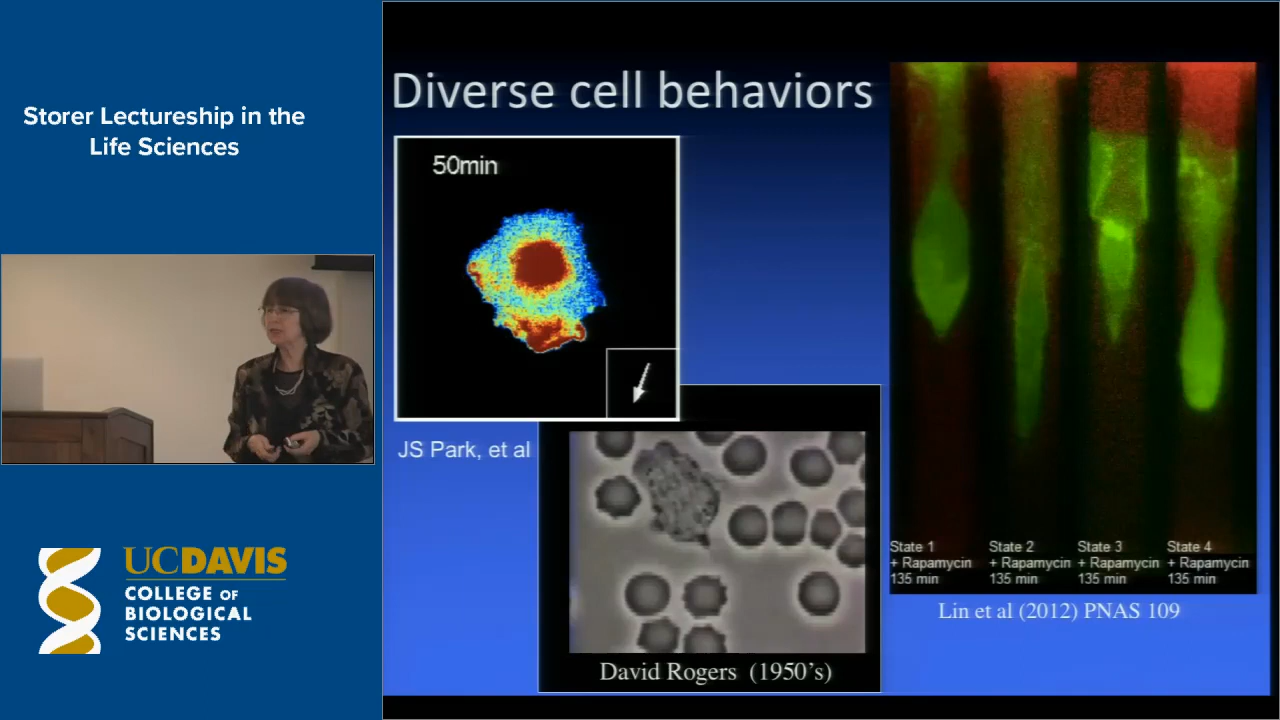 Storer Lectureship in the
Life Sciences
UCDAVIS
COLLEGE OF
BIOLOGICAL
SCIENCES
Diverse cell behaviors
50min
JS Park, et al
David Rogers (1950's)
State 1
+ Rapamycin
135 min
State 2
+ Rapamycin
135 min
State 3
+ Rapamycin
135 min
State 4
+ Rapamycin
135 min
Lin et al (2012) PNAS 109